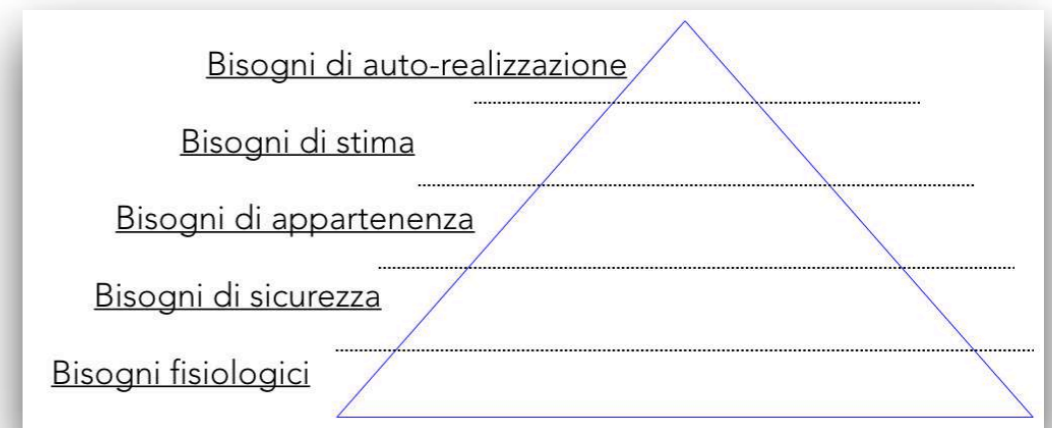 Bisogni di auto-realizzazione
Bisogni di stima
Bisogni di appartenenza
Bisogni di sicurezza
Bisogni fisiologici